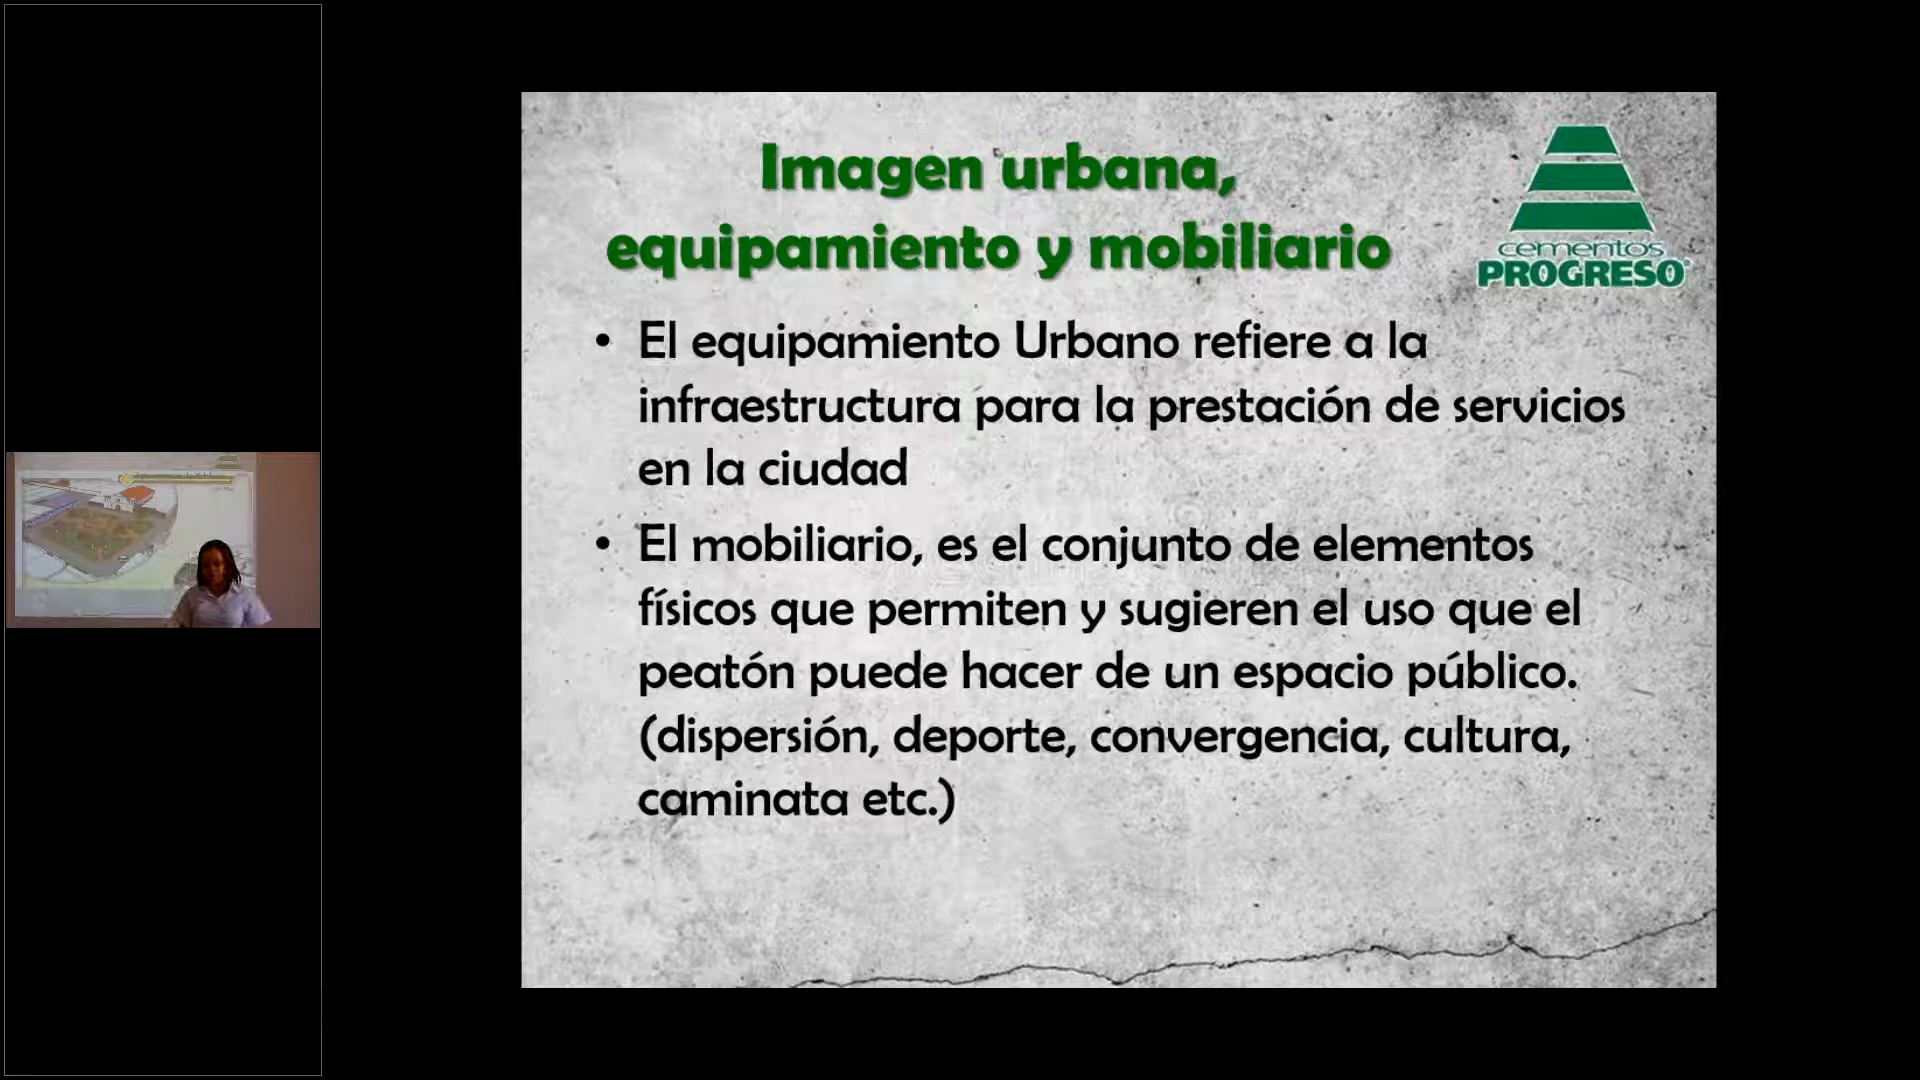 Imagen urbana,
equipamiento y mobiliario
cementos
PROGRESO
• El equipamiento Urbano refiere a la
infraestructura para la prestación de servicios
en la ciudad
• El mobiliario, es el conjunto de elementos
físicos que permiten y sugieren el uso que el
peatón puede hacer de un espacio público.
(dispersión, deporte, convergencia, cultura,
caminata etc.)